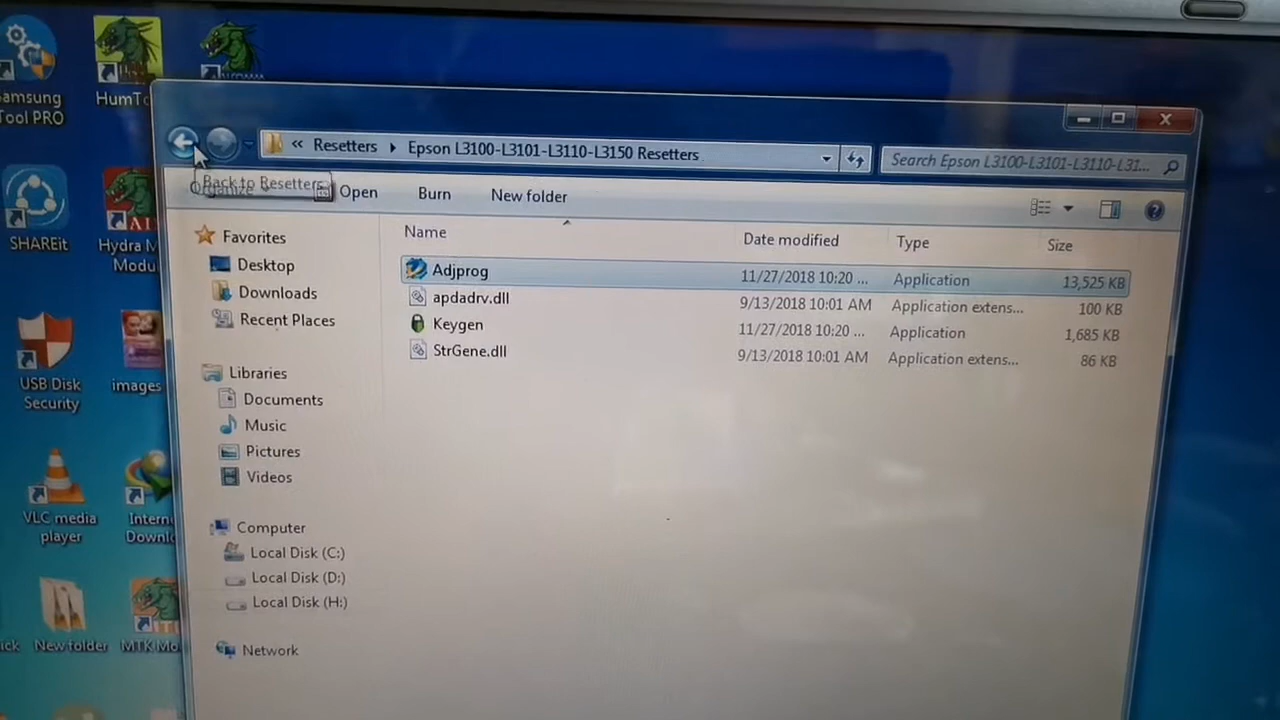 amsung
Tool PRO
HumTo
SHAREit
Hydra M
Modul
USB Disk
Security
images
VLC media
player
Intern
Downl
ick
New folder
MTK Mo
« Resetters ▸ Epson L3100-L3101-L3110-L3150 Resetters
Search Epson L3100-L3101-L3110-L31...
Back to Resetters
Organize
Open
Burn
New folder
Favorites
Desktop
Downloads
Recent Places
Libraries
Documents
Music
Pictures
Videos
Computer
Local Disk (C:)
Local Disk (D:)
Local Disk (H:)
Network
Name Date modified Type Size
Adjprog 11/27/2018 10:20 ... Application 13,525 KB
apdadrv.dll 9/13/2018 10:01 AM Application extens... 100 KB
Keygen 11/27/2018 10:20 ... Application 1,685 KB
StrGene.dll 9/13/2018 10:01 AM Application extens... 86 KB